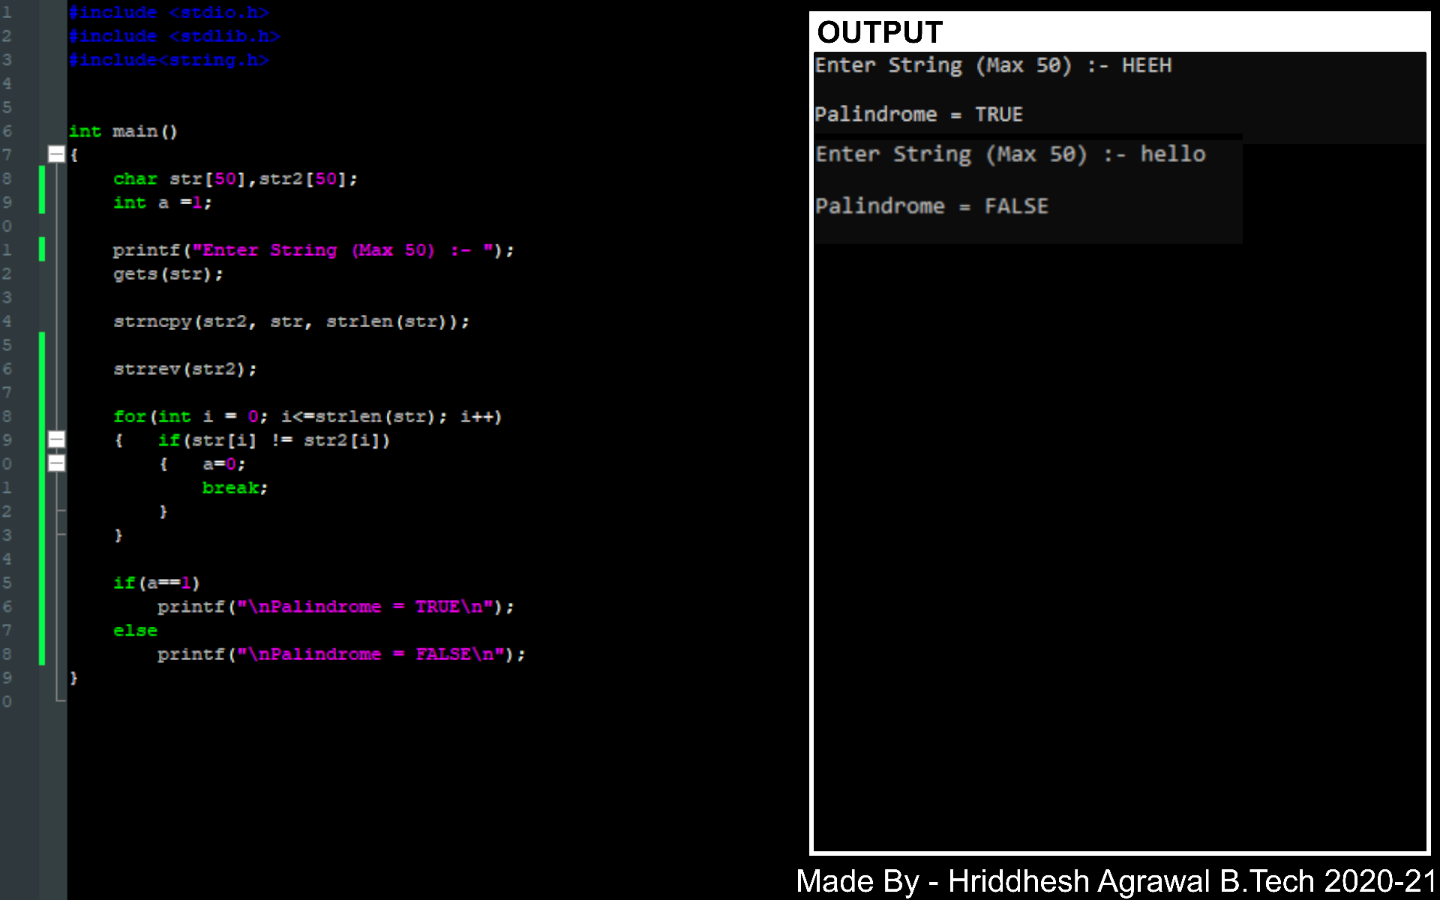 1 #include <stdio.h>
2 #include <stdlib.h>
3 #include<string.h>
4
5
6 int main()
7 {
8 char str[50],str2[50];
9 int a =1;
0
1 printf("Enter String (Max 50) :- ");
2 gets(str);
3
4 strncpy(str2, str, strlen(str));
5
6 strrev(str2);
7
8 for(int i = 0; i<=strlen(str); i++)
9 { if(str[i] != str2[i])
0 { a=0;
1 break;
2 }
3 }
4
5 if(a==1)
6 printf("\nPalindrome = TRUE\n");
7 else
8 printf("\nPalindrome = FALSE\n");
9 }
0
OUTPUT
Enter String (Max 50) :- HEEH
Palindrome = TRUE
Enter String (Max 50) :- hello
Palindrome = FALSE
Made By - Hriddhesh Agrawal B.Tech 2020-21